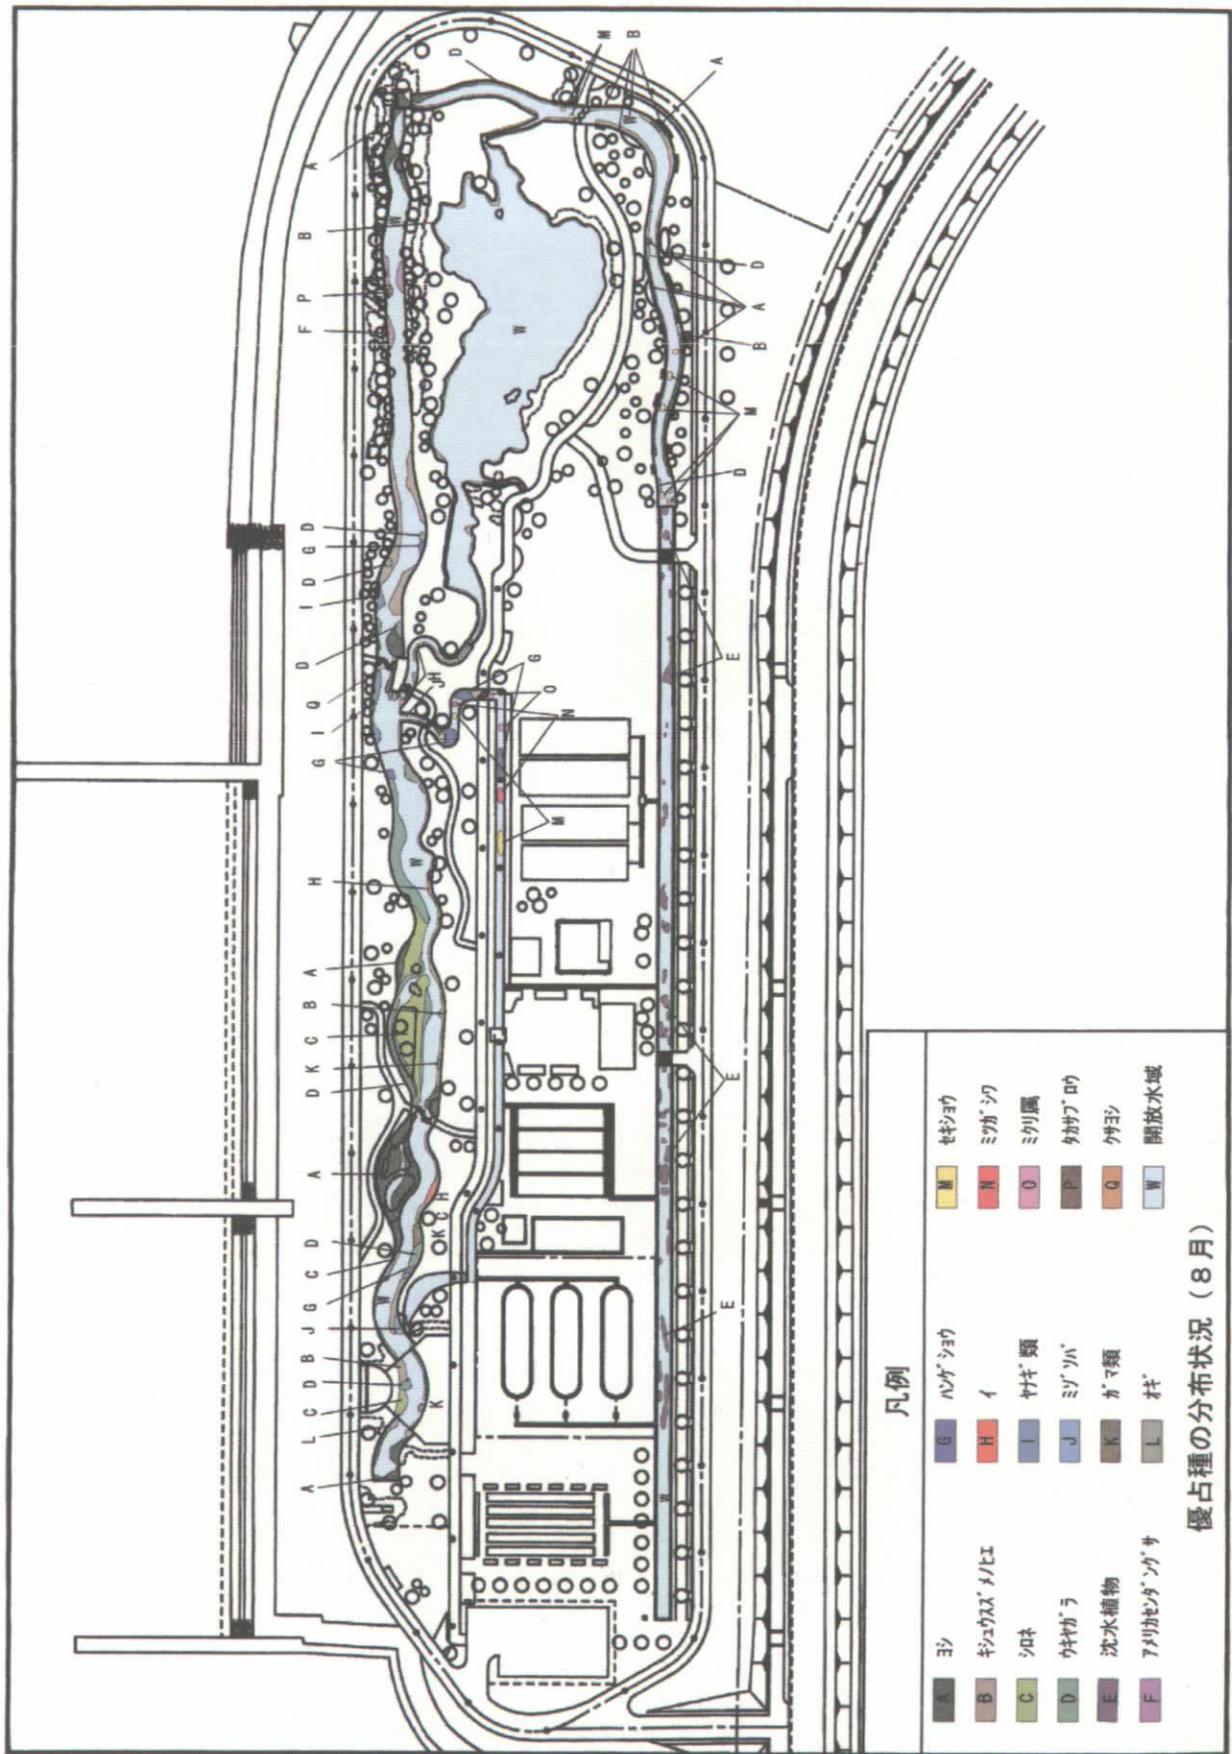 A L C D B J G C D A D K C B A H G I Q D I D G D F P B A
W W W
K K C H J H
D
W
G O N
M
M B
A
W
W
E E E
D A B M D
凡例
A ヨシ G ハンゲショウ M セキショウ
B キシュウスズメノヒエ H イ N ミツガシワ
C シロネ I ヤナギ類 O ミクリ属
D ウキヤガラ J ミゾソバ P タカサブロウ
E 沈水植物 K ガマ類 Q クサヨシ
F アメリカセンダングサ L オギ W 開放水域
優占種の分布状況(8月)